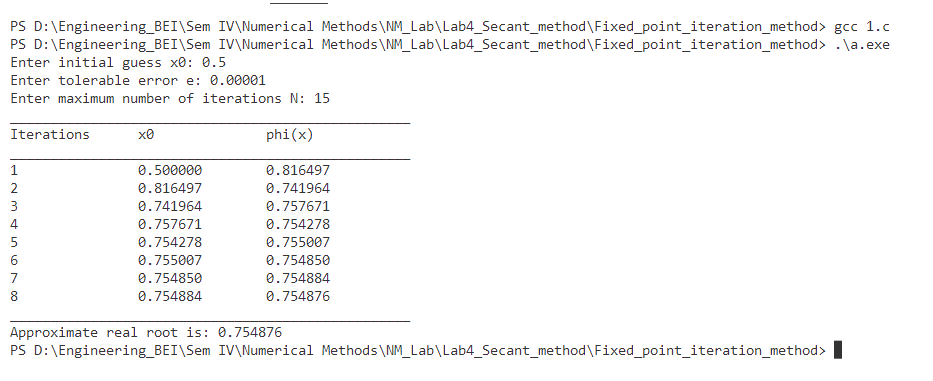 PS D:\Engineering_BEI\Sem IV\Numerical Methods\NM_Lab\Lab4_Secant_method\Fixed_point_iteration_method> gcc 1.c
PS D:\Engineering_BEI\Sem IV\Numerical Methods\NM_Lab\Lab4_Secant_method\Fixed_point_iteration_method> .\a.exe
Enter initial guess x0: 0.5
Enter tolerable error e: 0.00001
Enter maximum number of iterations N: 15
Iterations x0 phi(x)
1 0.500000 0.816497
2 0.816497 0.741964
3 0.741964 0.757671
4 0.757671 0.754278
5 0.754278 0.755007
6 0.755007 0.754850
7 0.754850 0.754884
8 0.754884 0.754876
Approximate real root is: 0.754876
PS D:\Engineering_BEI\Sem IV\Numerical Methods\NM_Lab\Lab4_Secant_method\Fixed_point_iteration_method>